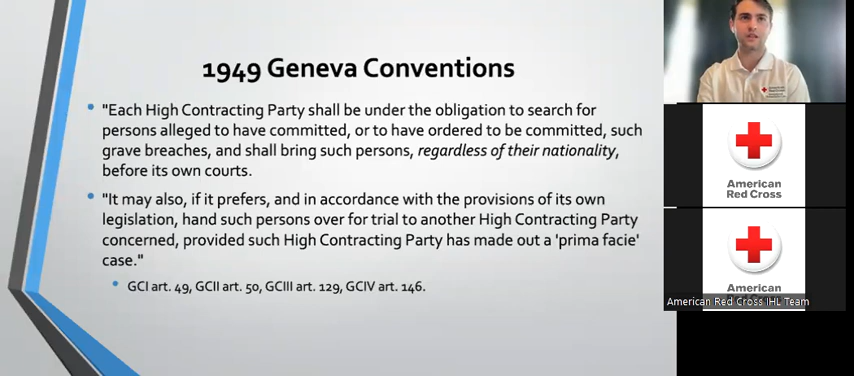 1949 Geneva Conventions
"Each High Contracting Party shall be under the obligation to search for
persons alleged to have committed, or to have ordered to be committed, such
grave breaches, and shall bring such persons, regardless of their nationality,
before its own courts.
"It may also, if it prefers, and in accordance with the provisions of its own
legislation, hand such persons over for trial to another High Contracting Party
concerned, provided such High Contracting Party has made out a 'prima facie'
case."
GCI art. 49, GCII art. 50, GCIII art. 129, GCIV art. 146.
American
Red Cross
American
American Red Cross IHL Team